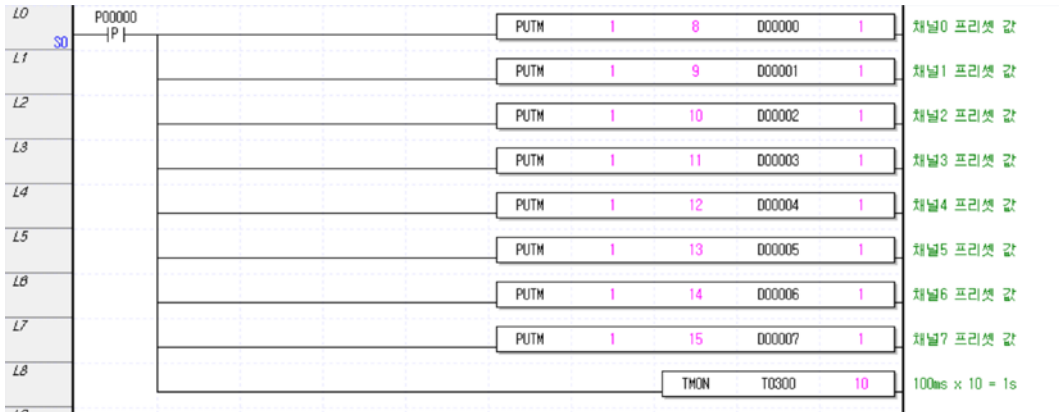 L0 P00000 PUTM 1 8 D00000 1 채널0 프리셋 값
S0 P
L1 PUTM 1 9 D00001 1 채널1 프리셋 값
L2 PUTM 1 10 D00002 1 채널2 프리셋 값
L3 PUTM 1 11 D00003 1 채널3 프리셋 값
L4 PUTM 1 12 D00004 1 채널4 프리셋 값
L5 PUTM 1 13 D00005 1 채널5 프리셋 값
L6 PUTM 1 14 D00006 1 채널6 프리셋 값
L7 PUTM 1 15 D00007 1 채널7 프리셋 값
L8 TMON T0300 10 100ms x 10 = 1s